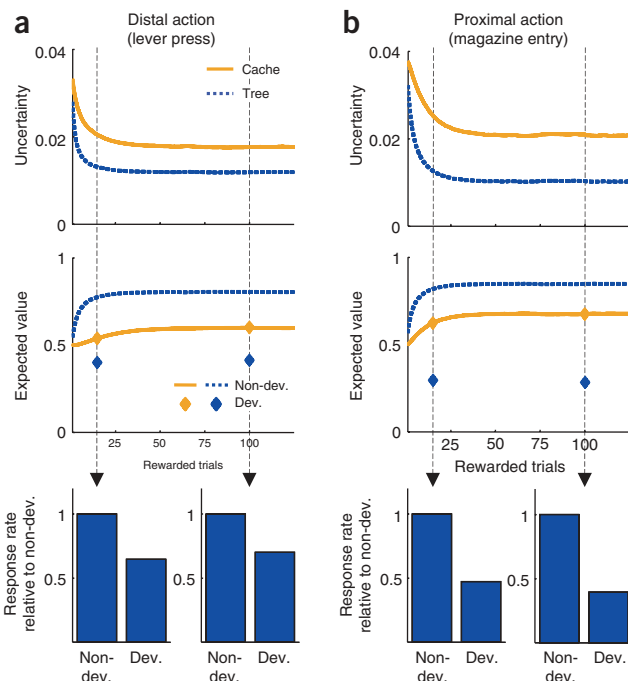 a
Distal action
(lever press)
0.04
Cache
Tree
Uncertainty
0.02
0
1
Expected value
0.5
Non-dev.
Dev.
0
25
50
75
100
Rewarded trials
Response rate
relative to non-dev.
1
0.5
1
0.5
Non-
dev.
Dev.
Non-
dev.
Dev.
b
Proximal action
(magazine entry)
0.04
Uncertainty
0.02
0
1
Expected value
0.5
0
25
50
75
100
Rewarded trials
Response rate
relative to non-dev.
1
0.5
1
0.5
Non-
dev.
Dev.
Non-
dev.
Dev.